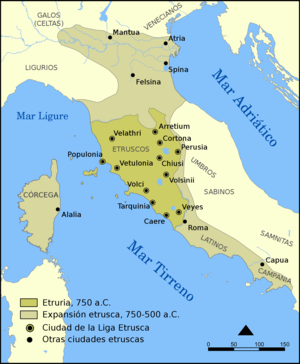 GALOS
(CELTAS)
VENECIANOS
Mantua
Atria
Spina
Felsina
LIGURIOS
Mar Adriático
Mar Ligure
Velathri
Arretium
Cortona
ETRUSCOS
Perusia
Populonia
Chiusi
Vetulonia
UMBROS
Volsinii
CÓRCEGA
Volci
SABINOS
Tarquinia
Veyes
Alalia
Caere
Roma
SAMNITAS
LATINOS
Capua
CAMPANIA
Mar Tirreno
Etruria, 750 a.C.
Expansión etrusca, 750-500 a.C.
Ciudad de la Liga Etrusca
Otras ciudades etruscas
0 50 100 150